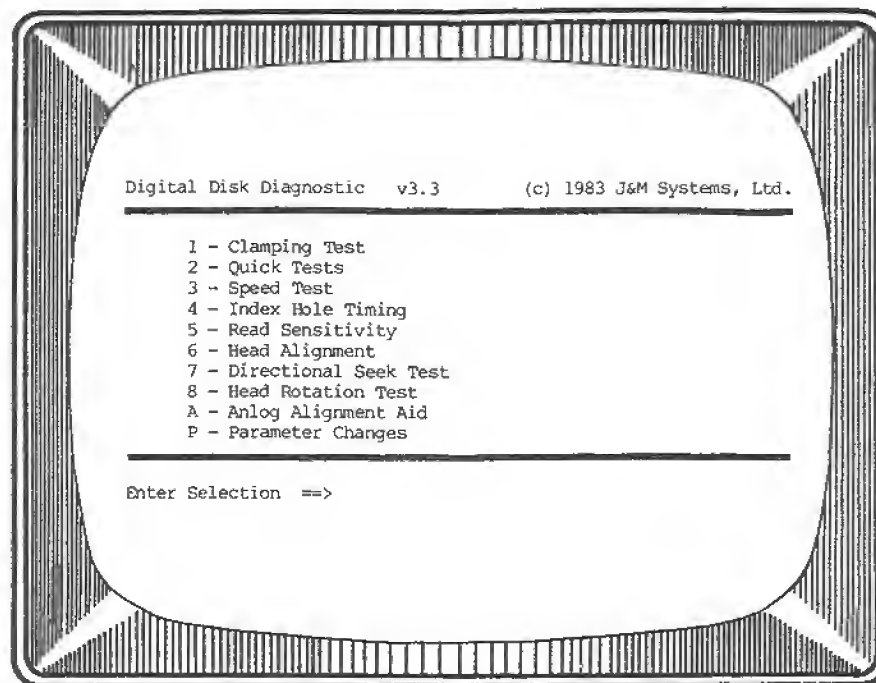 Digital Disk Diagnostic v3.3 (c) 1983 J&M Systems, Ltd.
1 - Clamping Test
2 - Quick Tests
3 - Speed Test
4 - Index Hole Timing
5 - Read Sensitivity
6 - Head Alignment
7 - Directional Seek Test
8 - Head Rotation Test
A - Anlog Alignment Aid
P - Parameter Changes
Enter Selection ==>